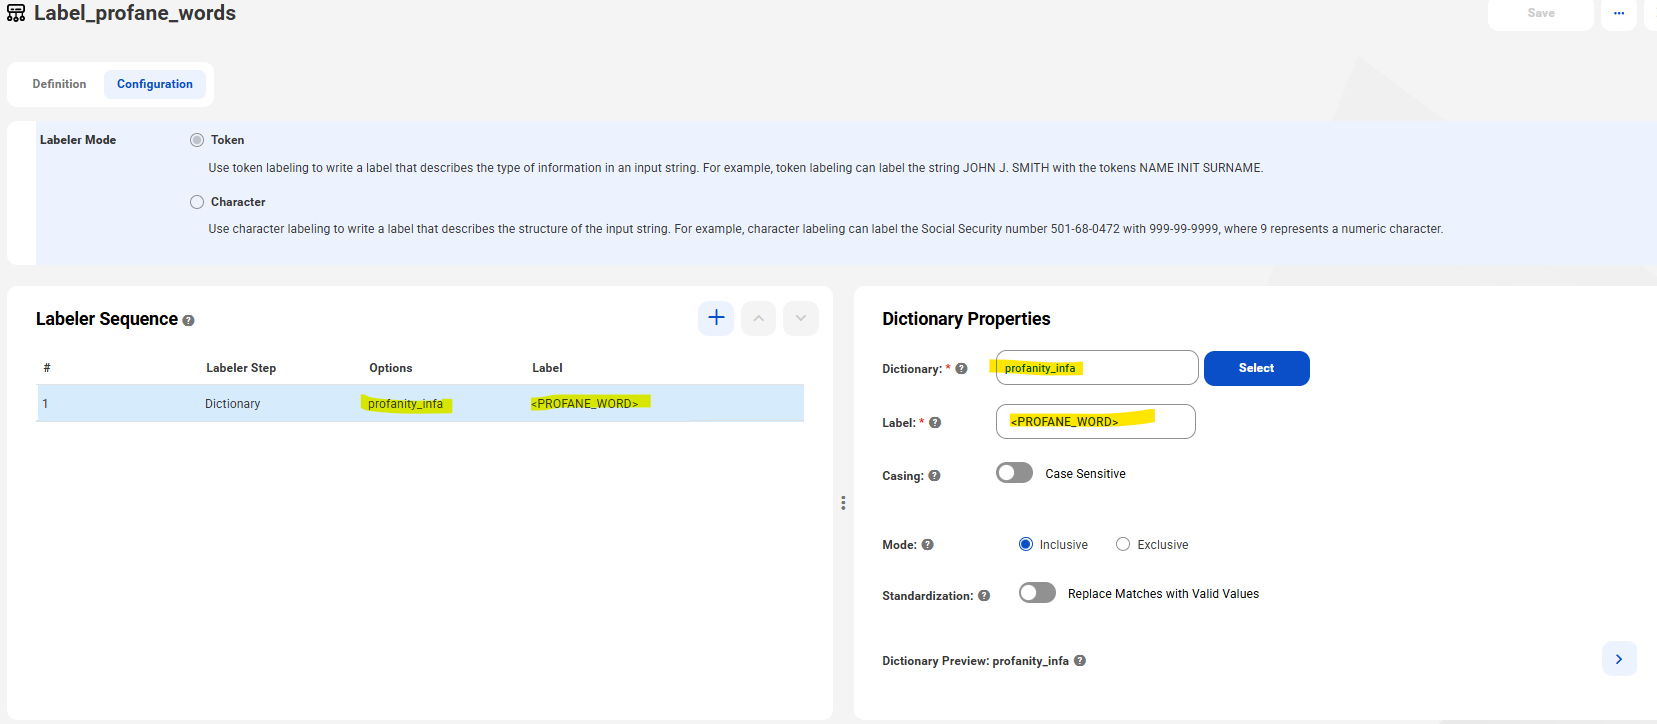 Label_profane_words
Save
Definition
Configuration
Labeler Mode
Token
Use token labeling to write a label that describes the type of information in an input string. For example, token labeling can label the string JOHN J. SMITH with the tokens NAME INIT SURNAME.
Character
Use character labeling to write a label that describes the structure of the input string. For example, character labeling can label the Social Security number 501-68-0472 with 999-99-9999, where 9 represents a numeric character.
Labeler Sequence ?
# Labeler Step Options Label
1 Dictionary profanity_infa <PROFANE_WORD>
Dictionary Properties
Dictionary: * ? profanity_infa Select
Label: * ? <PROFANE_WORD>
Casing: ? Case Sensitive
Mode: ? Inclusive Exclusive
Standardization: ? Replace Matches with Valid Values
Dictionary Preview: profanity_infa ?